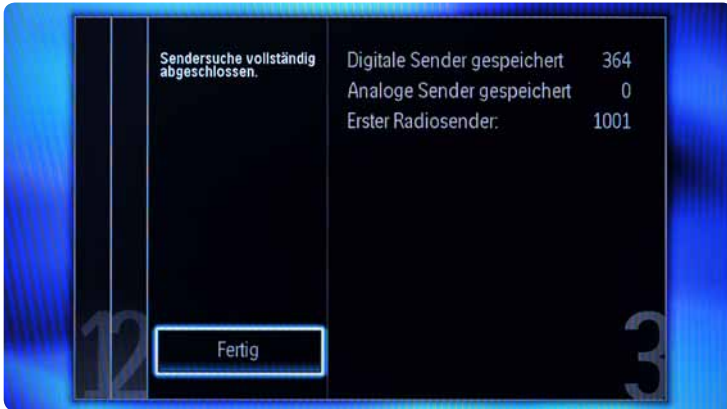 Sendersuche vollständig
abgeschlossen.
Digitale Sender gespeichert 364
Analoge Sender gespeichert 0
Erster Radiosender: 1001
Fertig
12
3